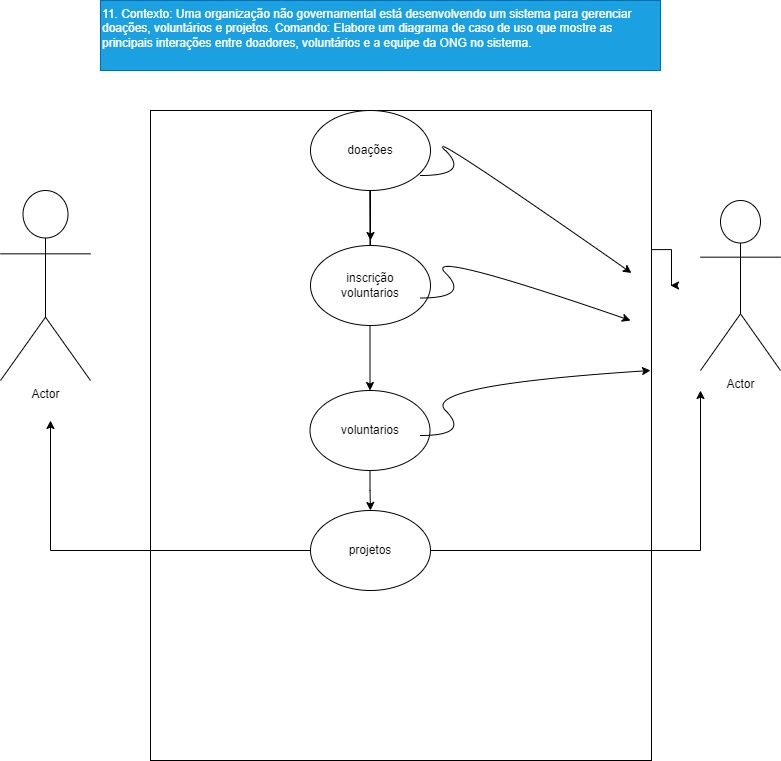 11. Contexto: Uma organização não governamental está desenvolvendo um sistema para gerenciar
doações, voluntários e projetos. Comando: Elabore um diagrama de caso de uso que mostre as
principais interações entre doadores, voluntários e a equipe da ONG no sistema.
doações
inscrição
voluntarios
Actor
Actor
voluntarios
projetos